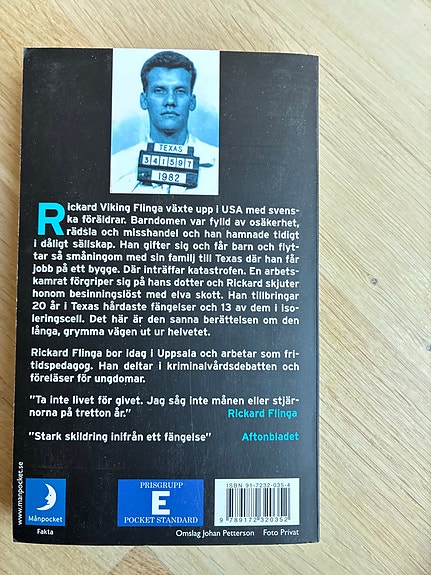 TEXAS
341597
1982
Rickard Viking Flinga växte upp i USA med svens-
ka föräldrar. Barndomen var fylld av osäkerhet,
rädsla och misshandel och han hamnade tidigt
i dåligt sällskap. Han gifter sig och får barn och flyt-
tar så småningom med sin familj till Texas där han får
jobb på ett bygge. Där inträffar katastrofen. En arbets-
kamrat förgriper sig på hans dotter och Rickard skjuter
honom besinningslöst med elva skott. Han tillbringar
20 år i Texas hårdaste fängelser och 13 av dem i iso-
leringscell. Det här är den sanna berättelsen om den
långa, grymma vägen ut ur helvetet.
Rickard Flinga bor idag i Uppsala och arbetar som fri-
tidspedagog. Han deltar i kriminalvårdsdebatten och
föreläser för ungdomar.
"Ta inte livet för givet. Jag såg inte månen eller stjär-
norna på tretton år." Rickard Flinga
"Stark skildring inifrån ett fängelse" Aftonbladet
www.manpocket.se
Månpocket
Fakta
PRISGRUPP
E
POCKET STANDARD
ISBN 91-7232-035-4
9789172320352
Omslag Johan Petterson Foto Privat